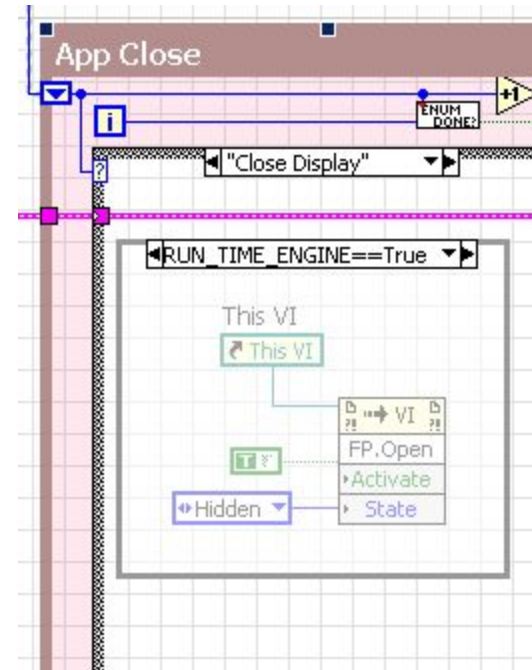 App Close
+1
i
ENUM
DONE?
?
"Close Display"
RUN_TIME_ENGINE==True
This VI
This VI
VI
FP.Open
T
Activate
Hidden
State